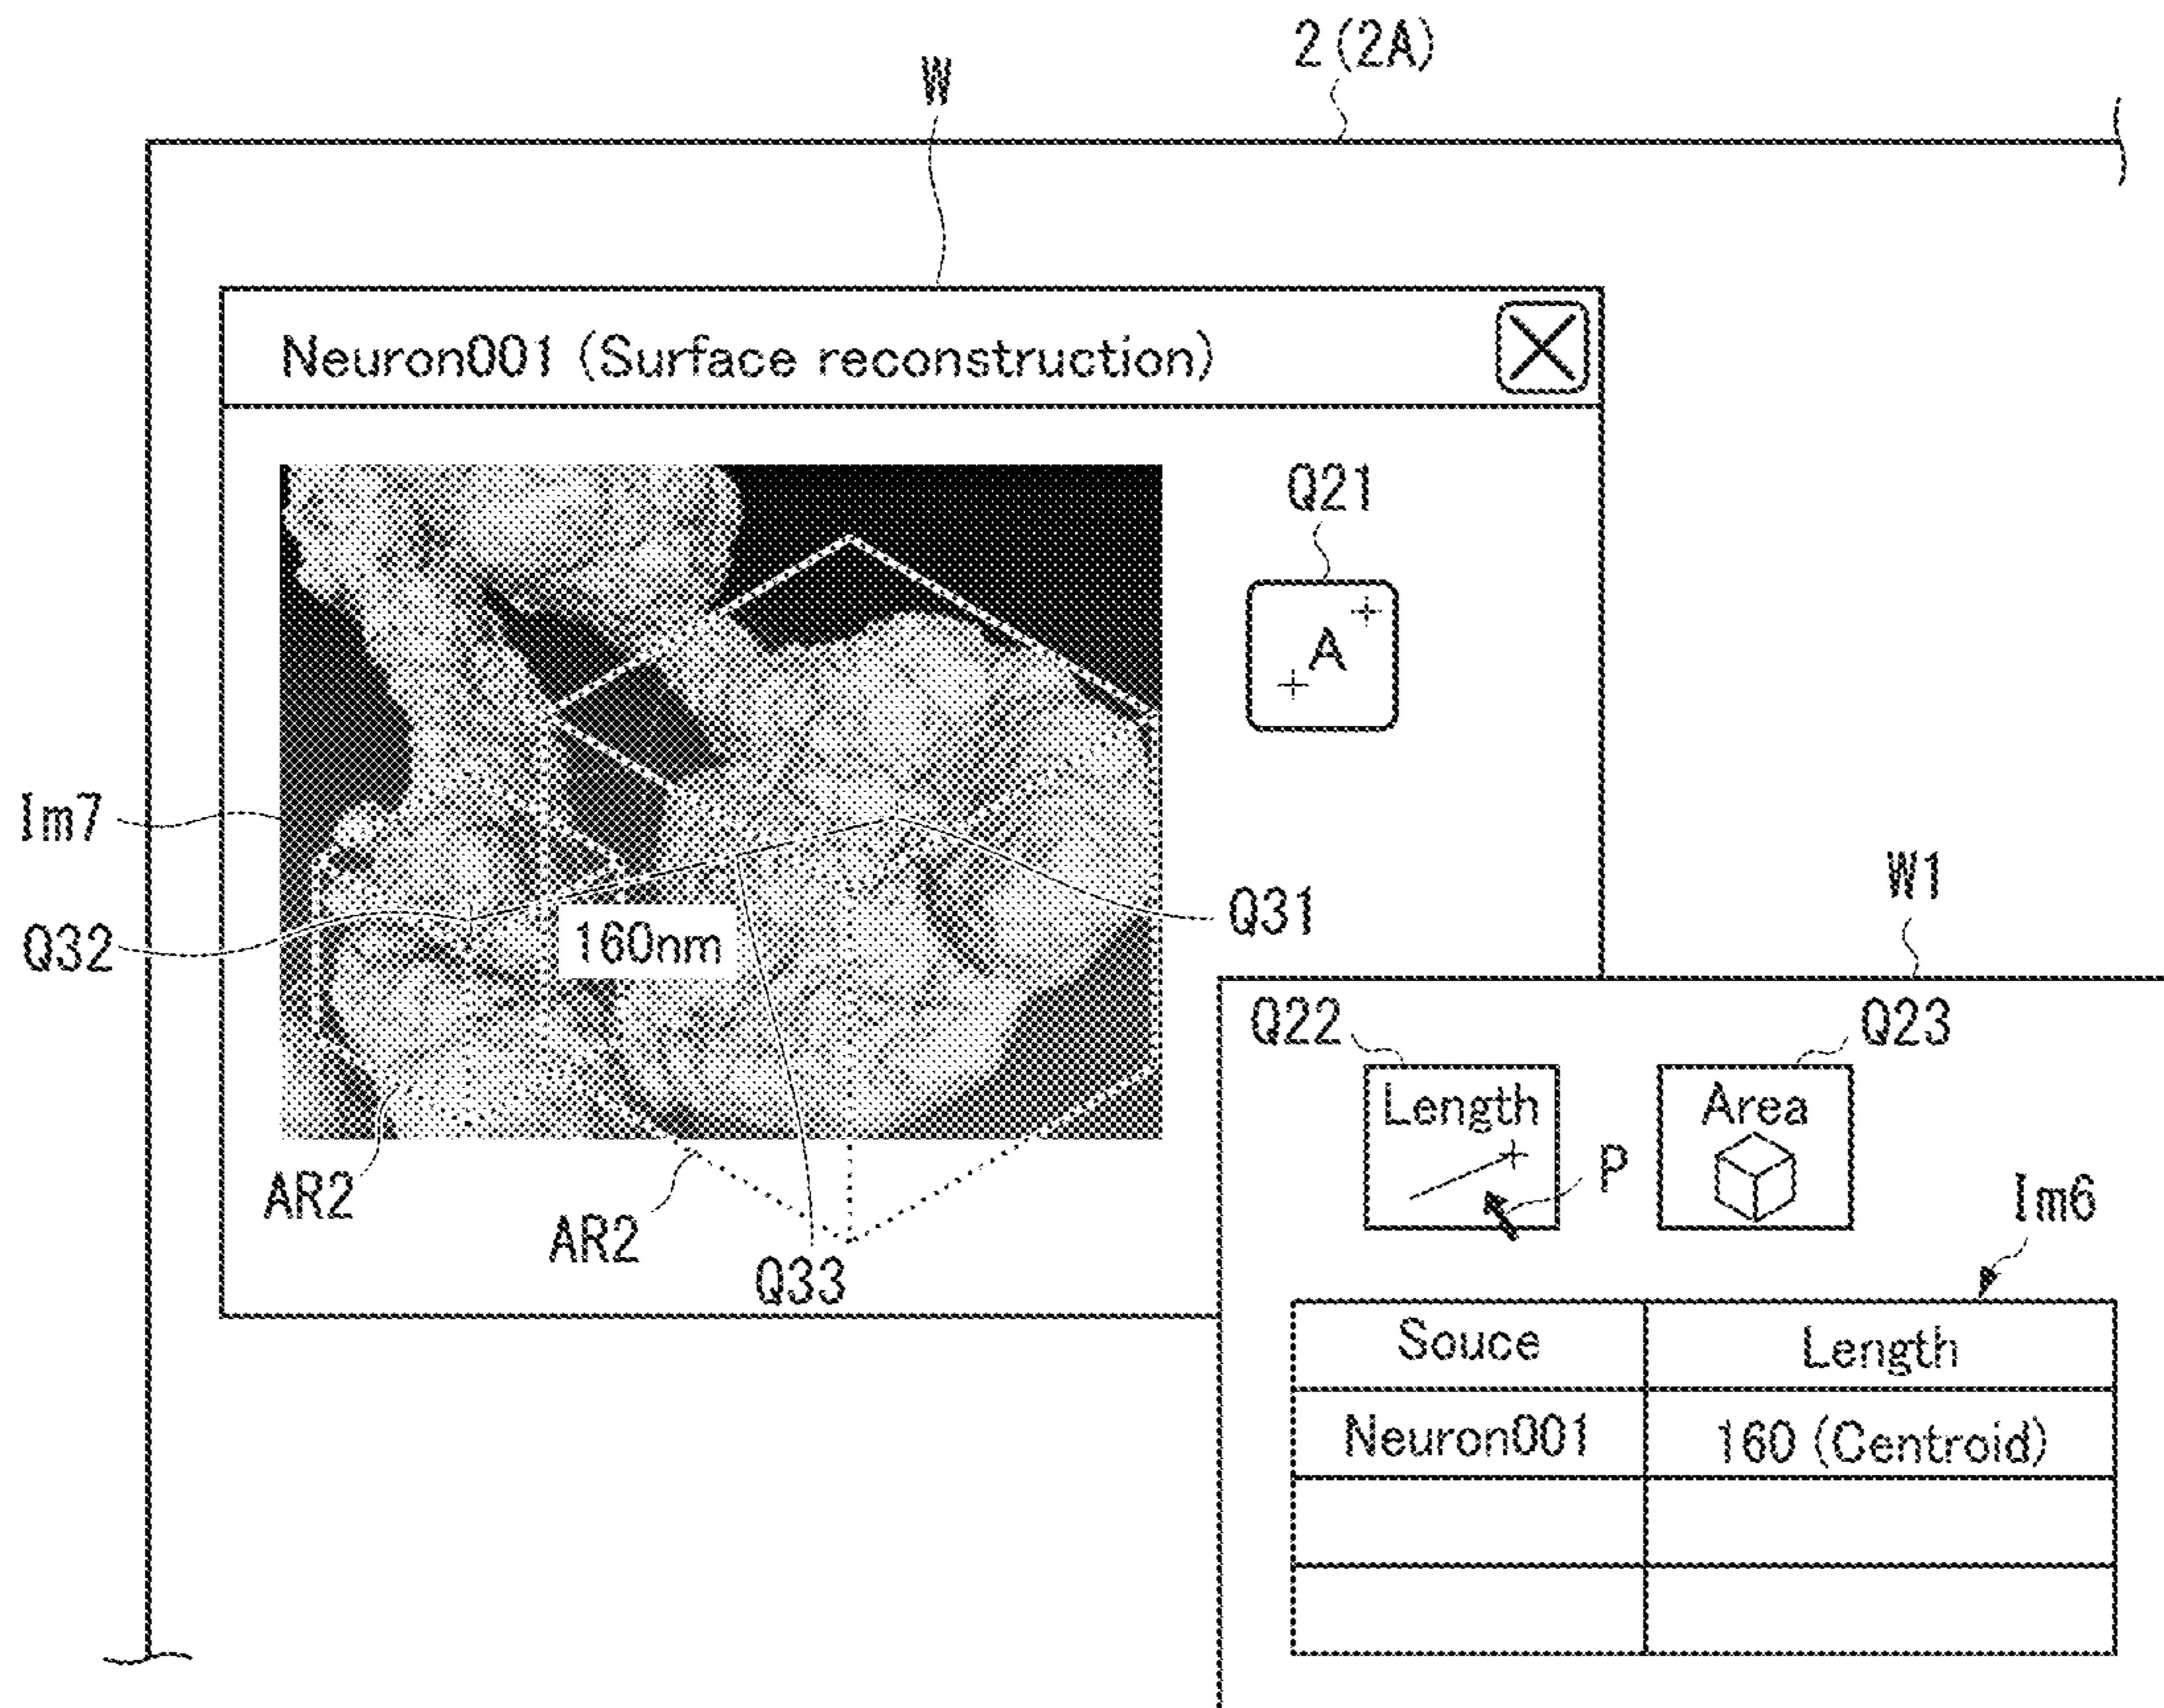 2(2A)
W
Neuron001 (Surface reconstruction)
Q21
A
Im7
W1
Q32
160nm
Q31
Q22
Q23
Length
Area
P
AR2
AR2
Q33
Im6
Souce
Length
Neuron001
160 (Centroid)